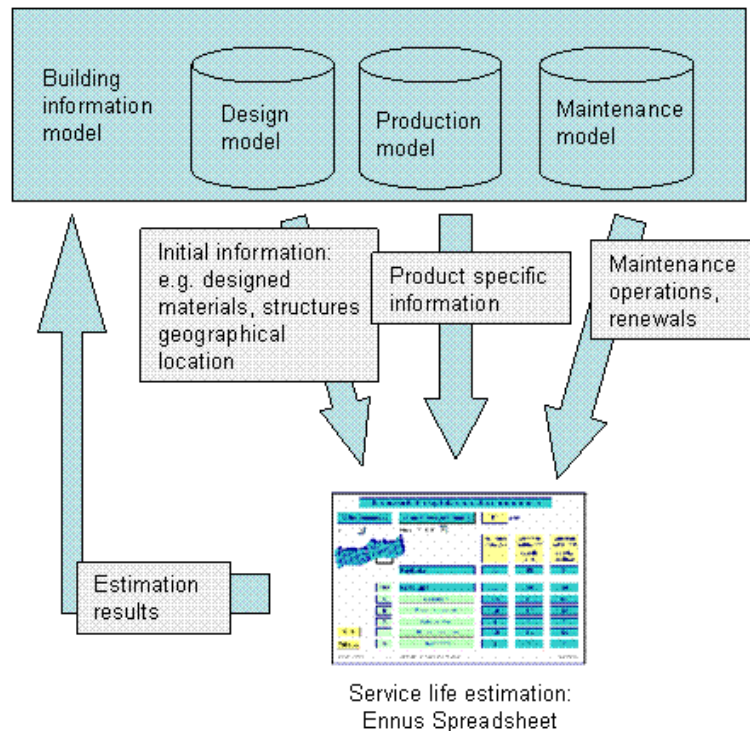 Building
information
model
Design
model
Production
model
Maintenance
model
Initial information:
e.g. designed
materials, structures
geographical
location
Product specific
information
Maintenance
operations,
renewals
Estimation
results
Service life estimation:
Ennus Spreadsheet